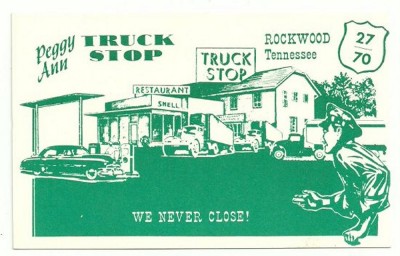 Peggy Ann TRUCK STOP
ROCKWOOD
Tennessee
27
70
TRUCK
STOP
RESTAURANT
SHELL
WE NEVER CLOSE!